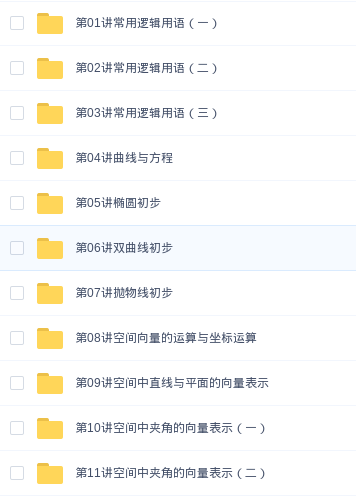 第01讲常用逻辑用语（一）
第02讲常用逻辑用语（二）
第03讲常用逻辑用语（三）
第04讲曲线与方程
第05讲椭圆初步
第06讲双曲线初步
第07讲抛物线初步
第08讲空间向量的运算与坐标运算
第09讲空间中直线与平面的向量表示
第10讲空间中夹角的向量表示（一）
第11讲空间中夹角的向量表示（二）